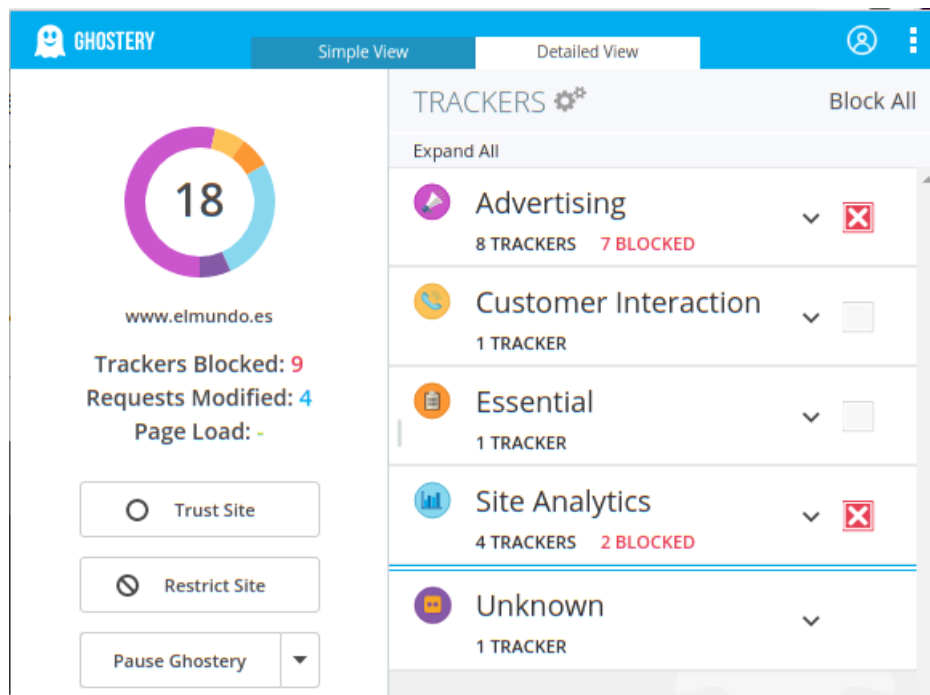 GHOSTERY
Simple View
Detailed View
18
www.elmundo.es
Trackers Blocked: 9
Requests Modified: 4
Page Load: -
Trust Site
Restrict Site
Pause Ghostery
TRACKERS
Block All
Expand All
Advertising
8 TRACKERS 7 BLOCKED
Customer Interaction
1 TRACKER
Essential
1 TRACKER
Site Analytics
4 TRACKERS 2 BLOCKED
Unknown
1 TRACKER